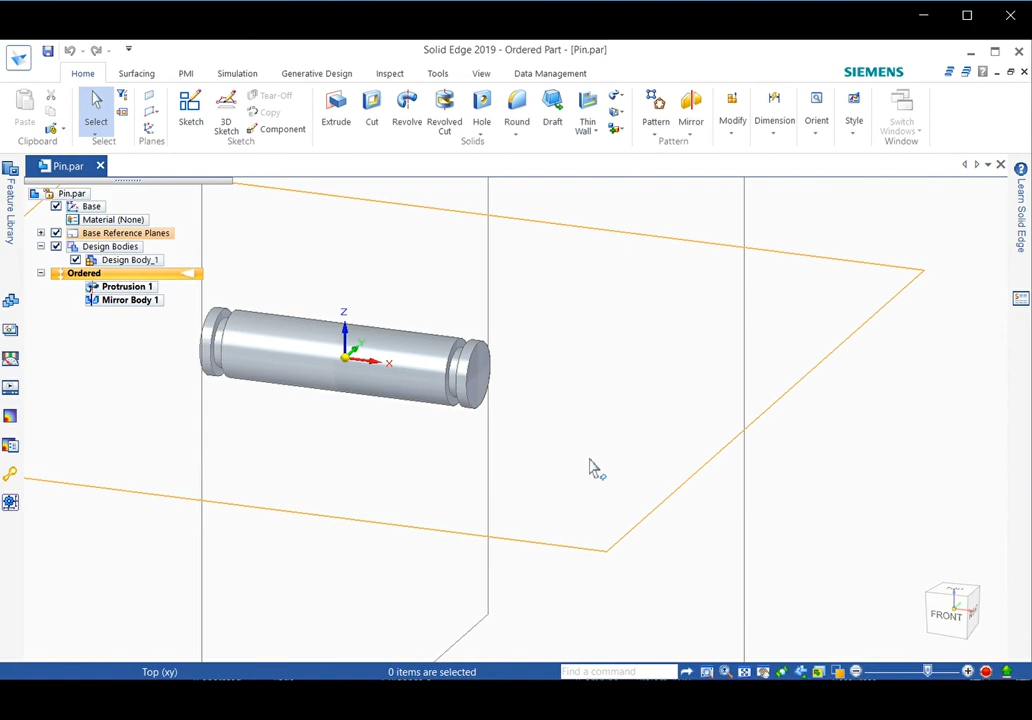 Solid Edge 2019 - Ordered Part - [Pin.par]
Home Surfacing PMI Simulation Generative Design Inspect Tools View Data Management
SIEMENS
Paste
Clipboard
Select
Select
Planes
Sketch
3D Sketch
Tear-Off
Copy
Component
Sketch
Extrude
Cut
Revolve
Revolved Cut
Hole
Round
Draft
Thin Wall
Solids
Pattern
Mirror
Pattern
Modify
Dimension
Orient
Style
Switch Windows
Window
Pin.par
Feature Library
Learn Solid Edge
Pin.par
Base
Material (None)
Base Reference Planes
Design Bodies
Design Body_1
Ordered
Protrusion 1
Mirror Body 1
Z
Y
X
FRONT
Top (xy)
0 items are selected
Find a command